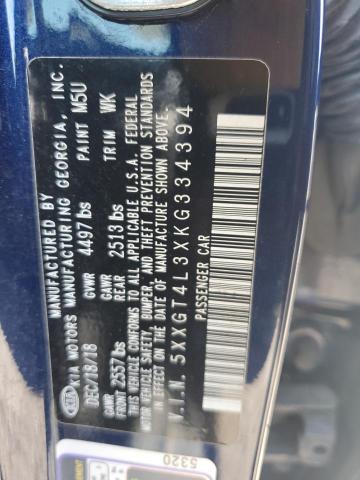 MANUFACTURED BY
KIA MOTORS MANUFACTURING GEORGIA, INC.
KIA
DEC/18/18 GVWR 4497 lbs PAINT M5U
GAWR FRONT 2557 lbs GAWR REAR 2513 lbs TRIM WK
THIS VEHICLE CONFORMS TO ALL APPLICABLE U.S.A. FEDERAL
MOTOR VEHICLE SAFETY, BUMPER, AND THEFT PREVENTION STANDARDS
IN EFFECT ON THE DATE OF MANUFACTURE SHOWN ABOVE.
V.I.N. 5XXGT4L3XKG334394
PASSENGER CAR
5320